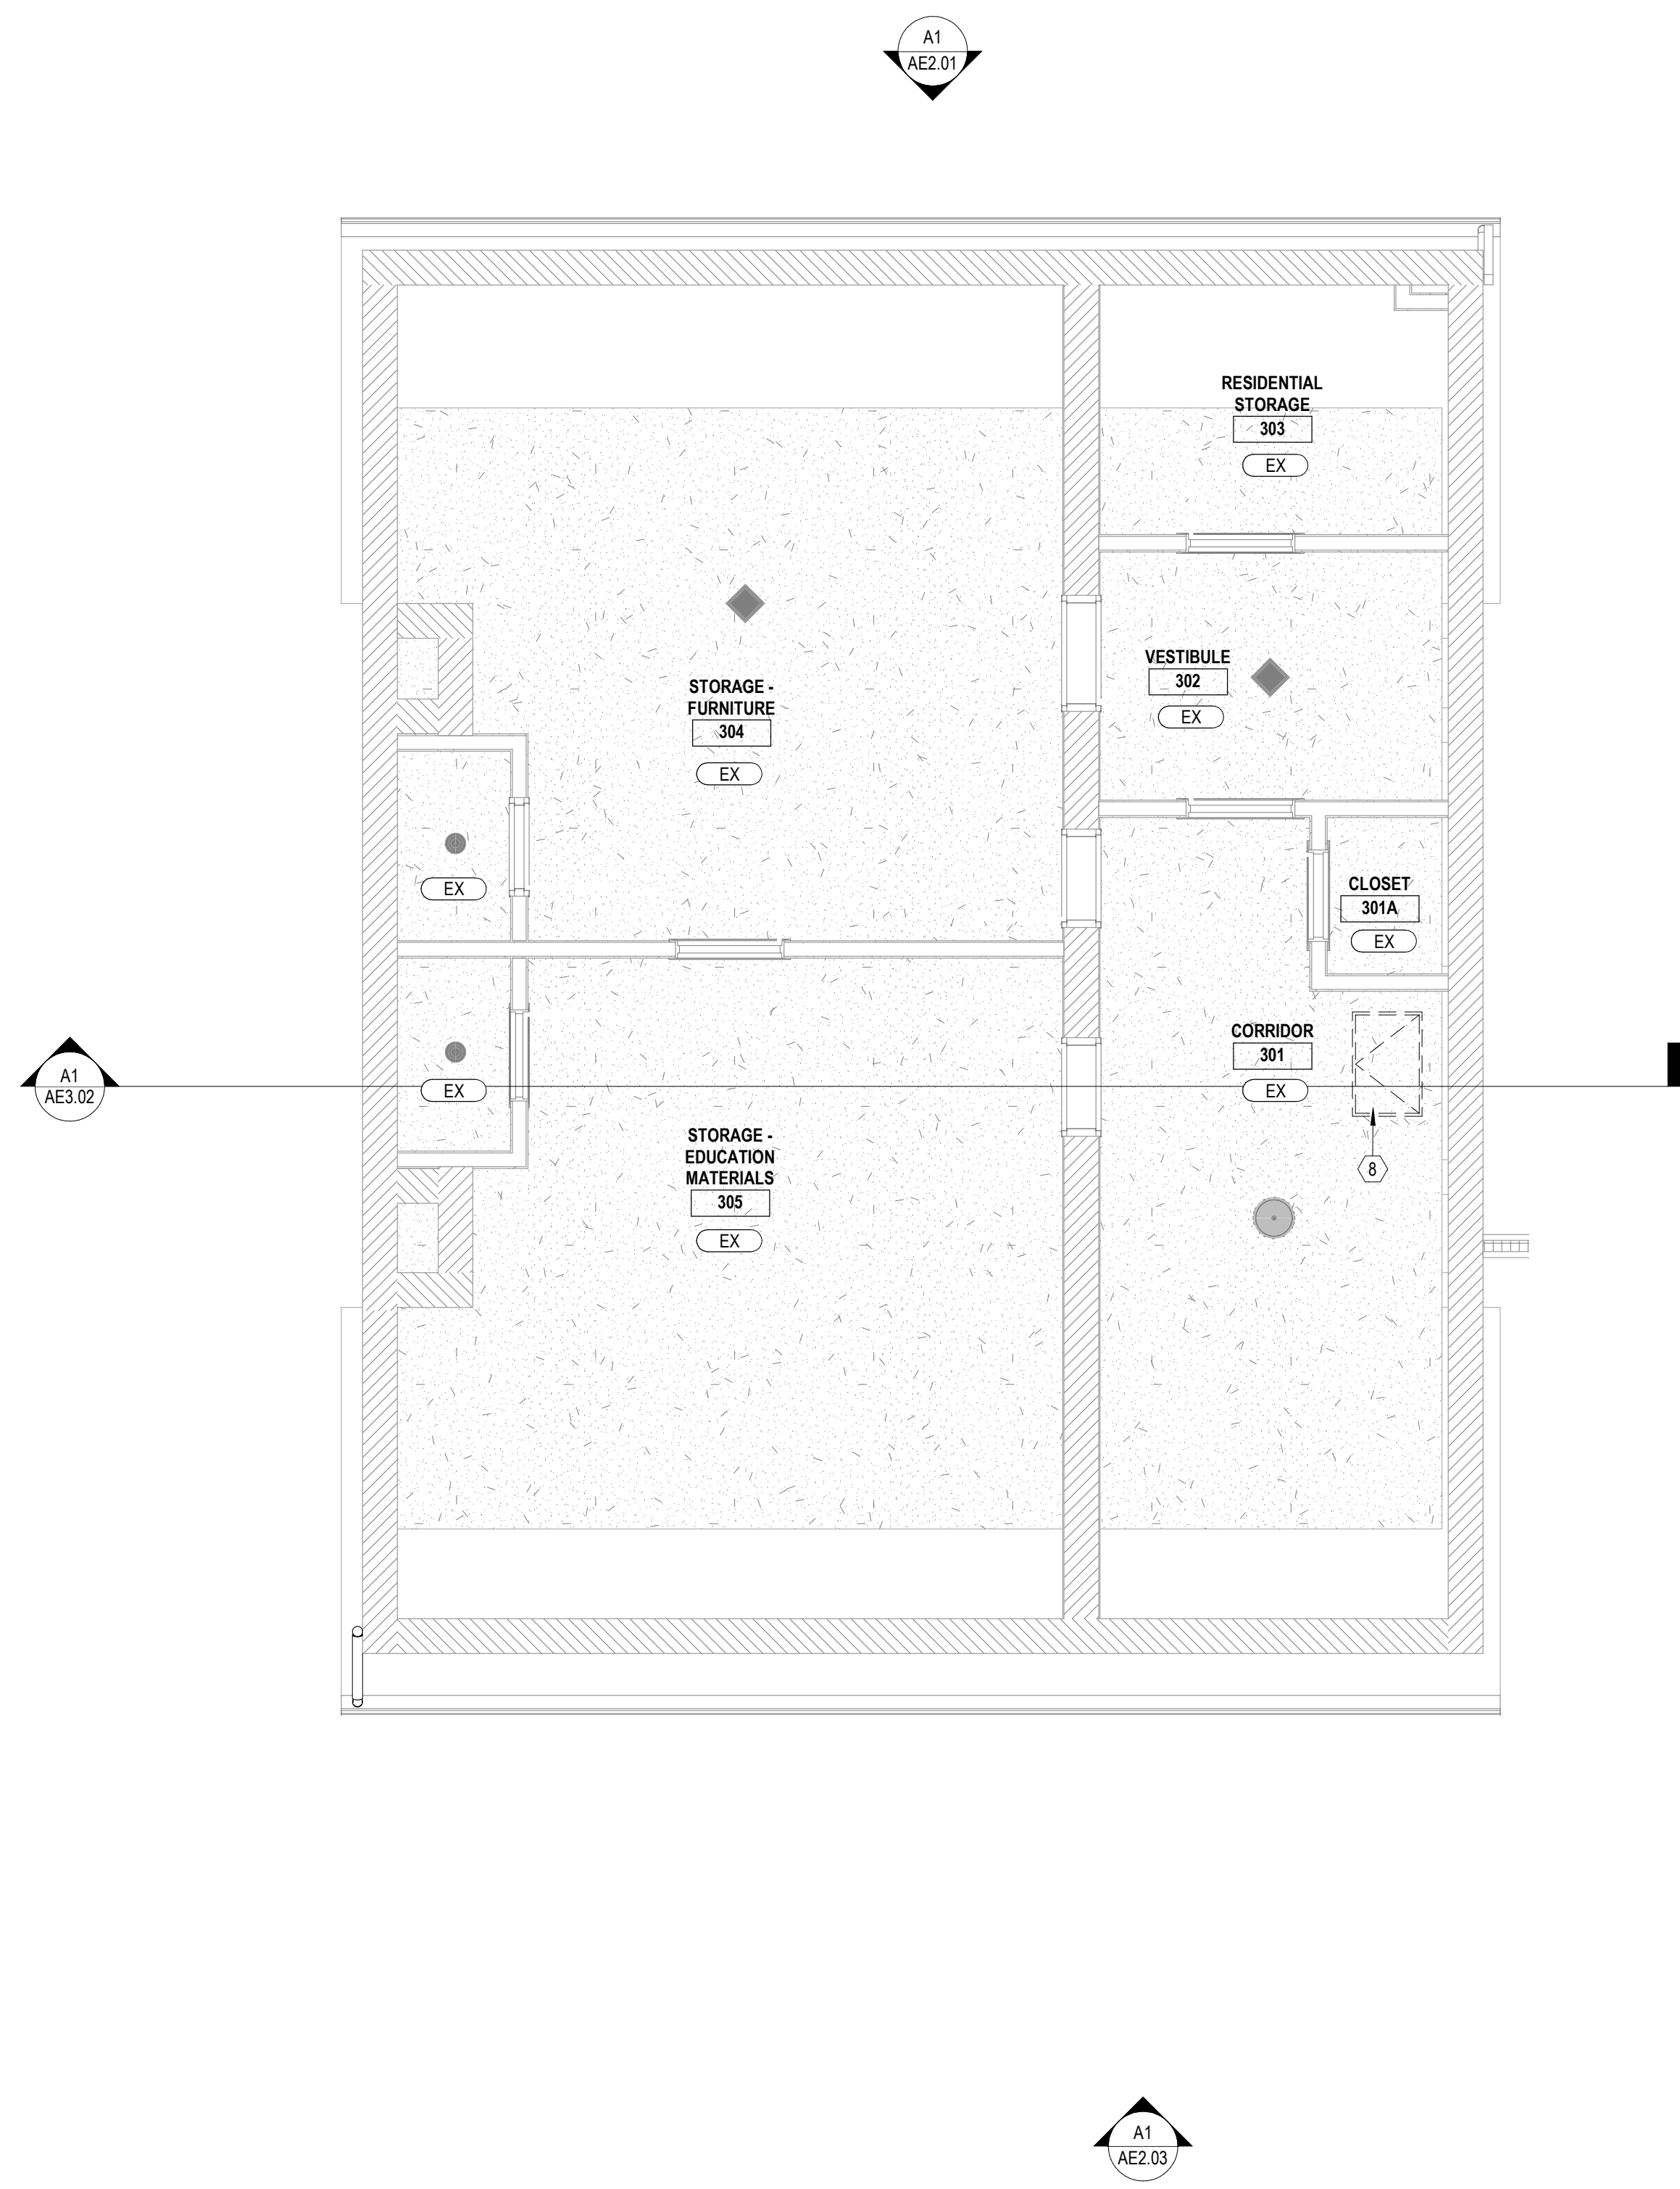 A1
AE2.01
RESIDENTIAL
STORAGE
303
EX
VESTIBULE
302
EX
STORAGE -
FURNITURE
304
EX
EX
CLOSET
301A
EX
CORRIDOR
301
EX
A1
AE3.02
EX
STORAGE -
EDUCATION
MATERIALS
305
EX
8
A1
AE2.03